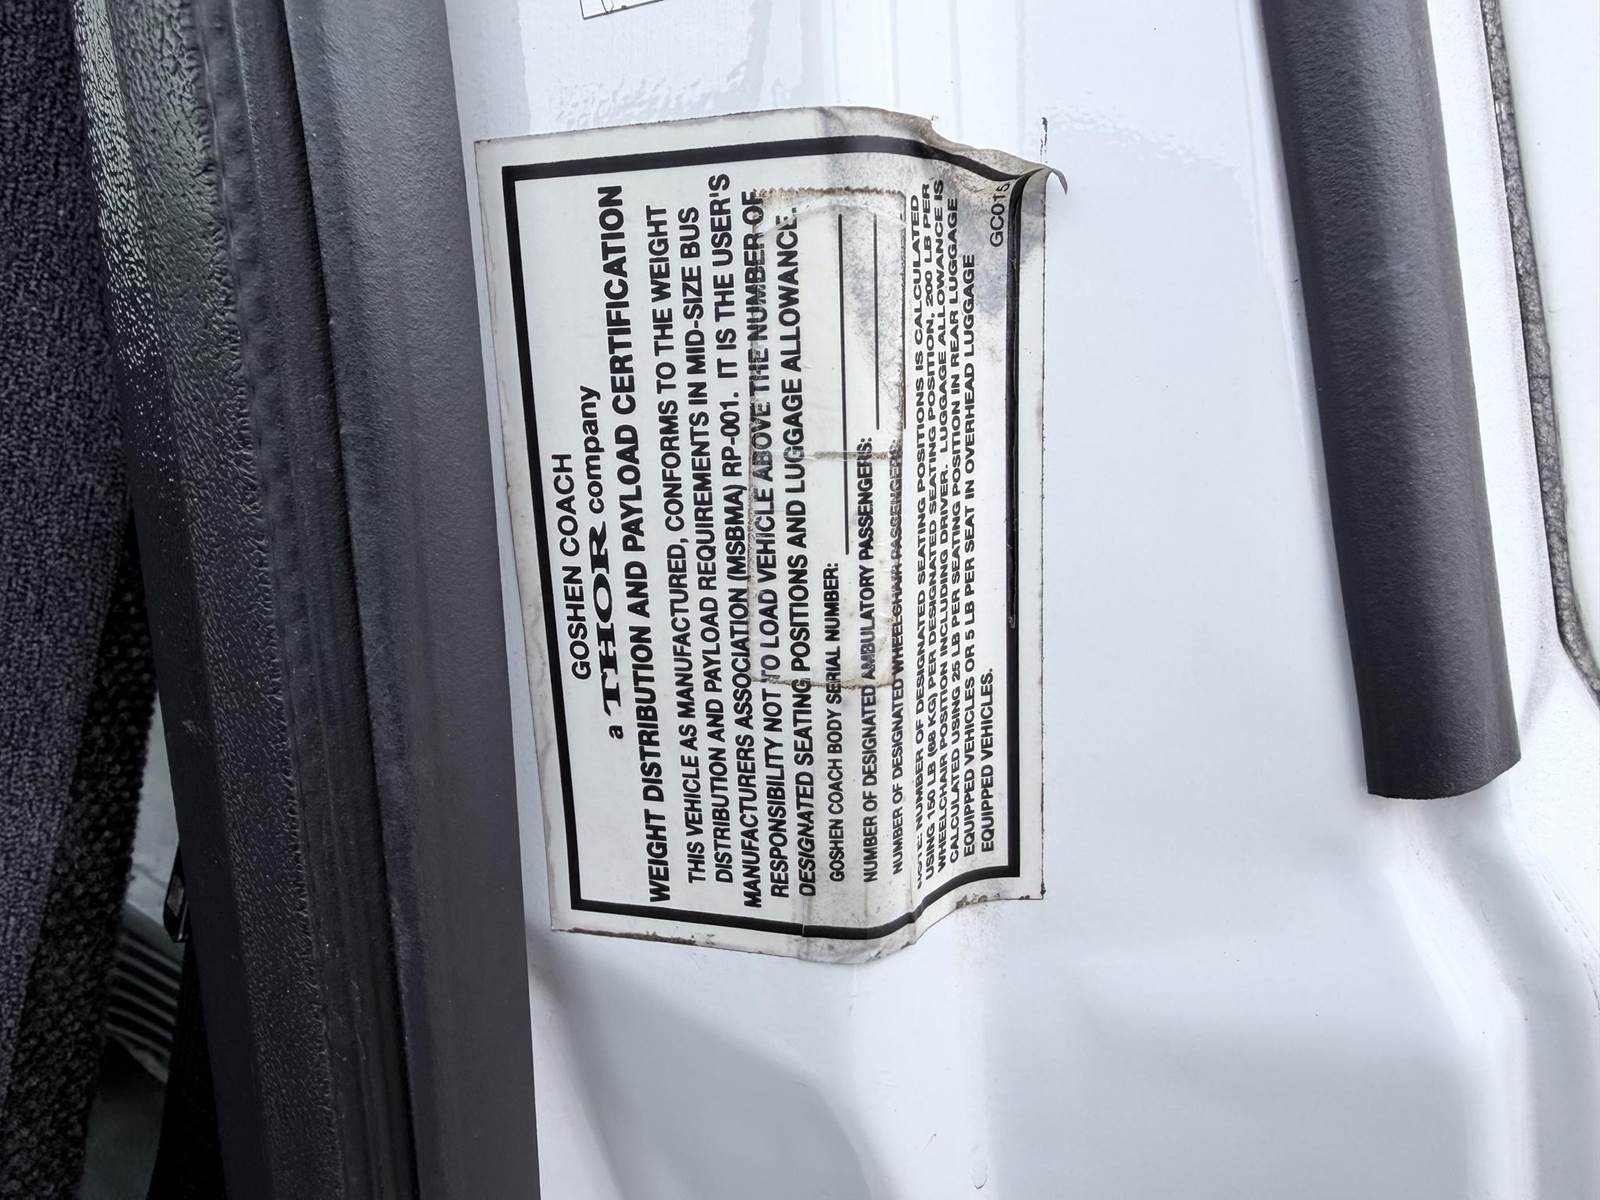 GOSHEN COACH
a THOR company
WEIGHT DISTRIBUTION AND PAYLOAD CERTIFICATION
THIS VEHICLE AS MANUFACTURED, CONFORMS TO THE WEIGHT
DISTRIBUTION AND PAYLOAD REQUIREMENTS IN MID-SIZE BUS
MANUFACTURERS ASSOCIATION (MSBMA) RP-001. IT IS THE USER'S
RESPONSIBILITY NOT TO LOAD VEHICLE ABOVE THE NUMBER OF
DESIGNATED SEATING POSITIONS AND LUGGAGE ALLOWANCE.
GOSHEN COACH BODY SERIAL NUMBER:
NUMBER OF DESIGNATED AMBULATORY PASSENGERS:
NUMBER OF DESIGNATED WHEELCHAIR PASSENGERS:
NOTE: NUMBER OF DESIGNATED SEATING POSITIONS IS CALCULATED
USING 150 LB (68 KG) PER DESIGNATED SEATING POSITION, 200 LB PER
WHEELCHAIR POSITION INCLUDING DRIVER. LUGGAGE ALLOWANCE IS
CALCULATED USING 25 LB PER SEATING POSITION IN REAR LUGGAGE
EQUIPPED VEHICLES OR 5 LB PER SEAT IN OVERHEAD LUGGAGE
EQUIPPED VEHICLES.
GC015